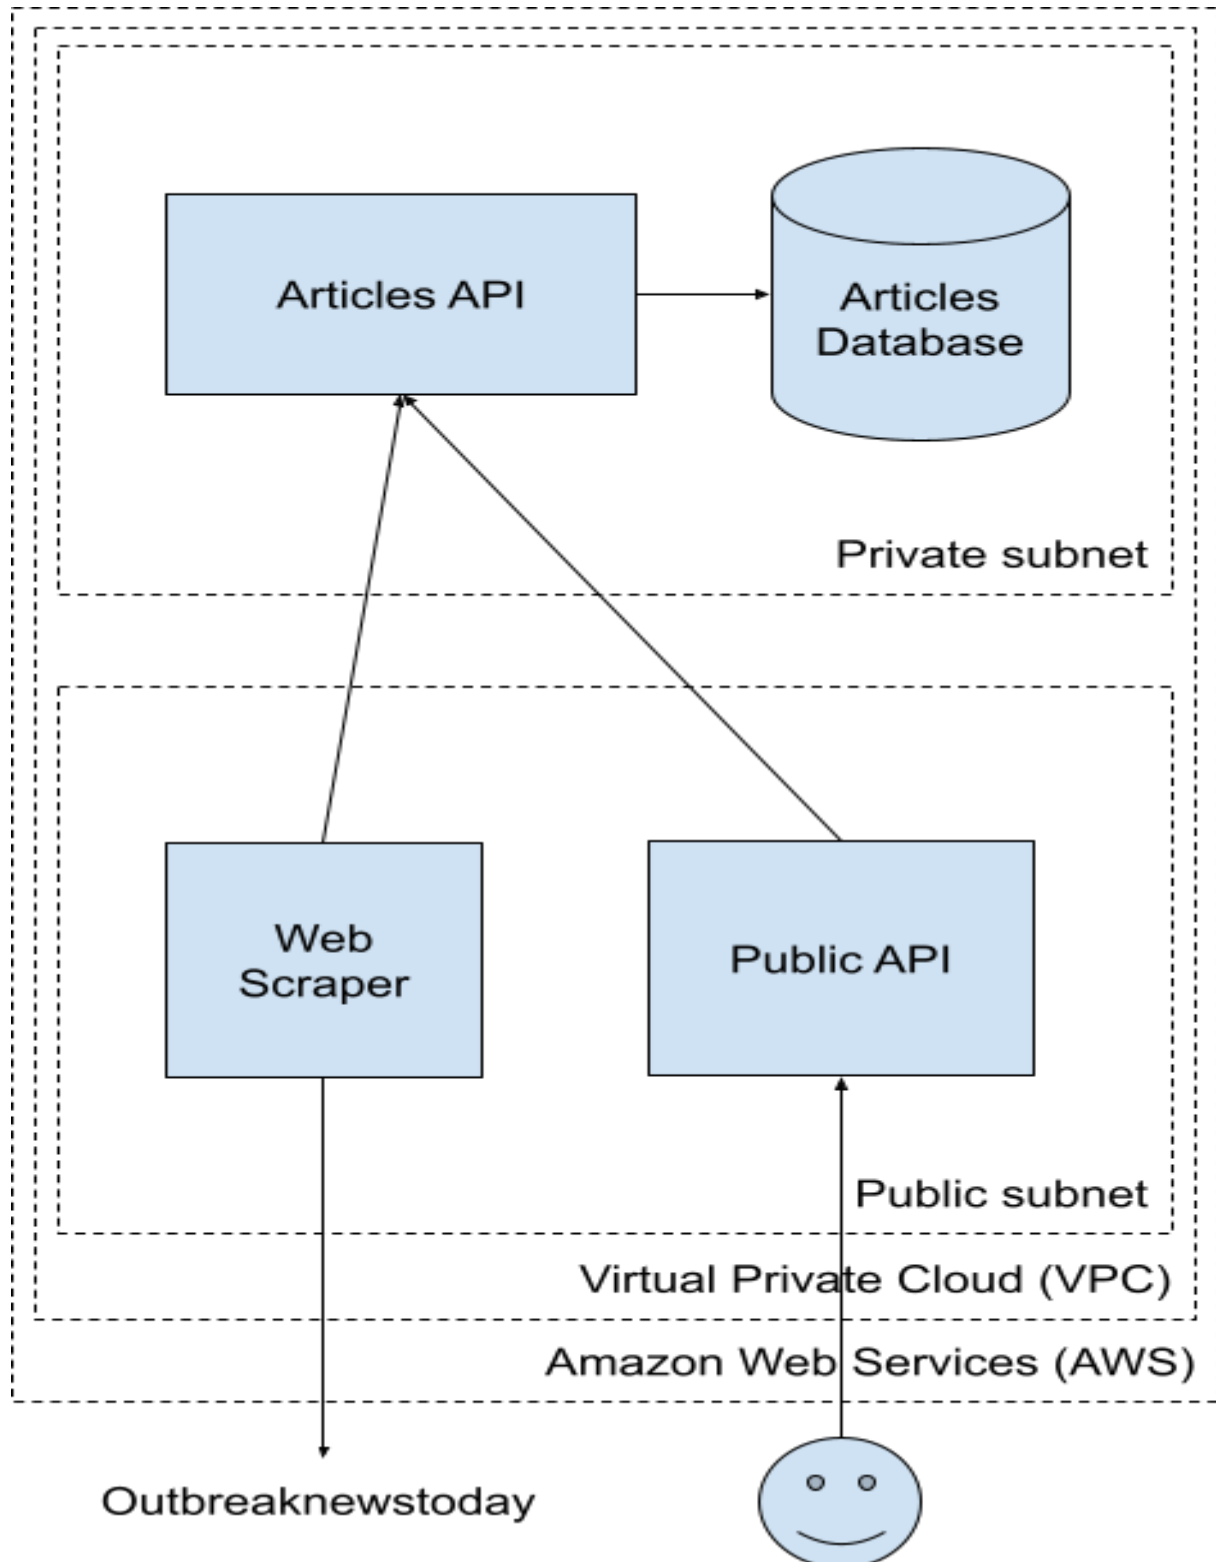 Articles API
Articles
Database
Private subnet
Web
Scraper
Public API
Public subnet
Virtual Private Cloud (VPC)
Amazon Web Services (AWS)
Outbreaknewstoday